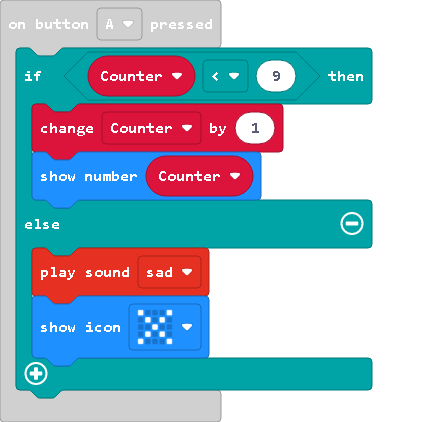 on button A pressed
if Counter < 9 then
change Counter by 1
show number Counter
else
play sound sad
show icon